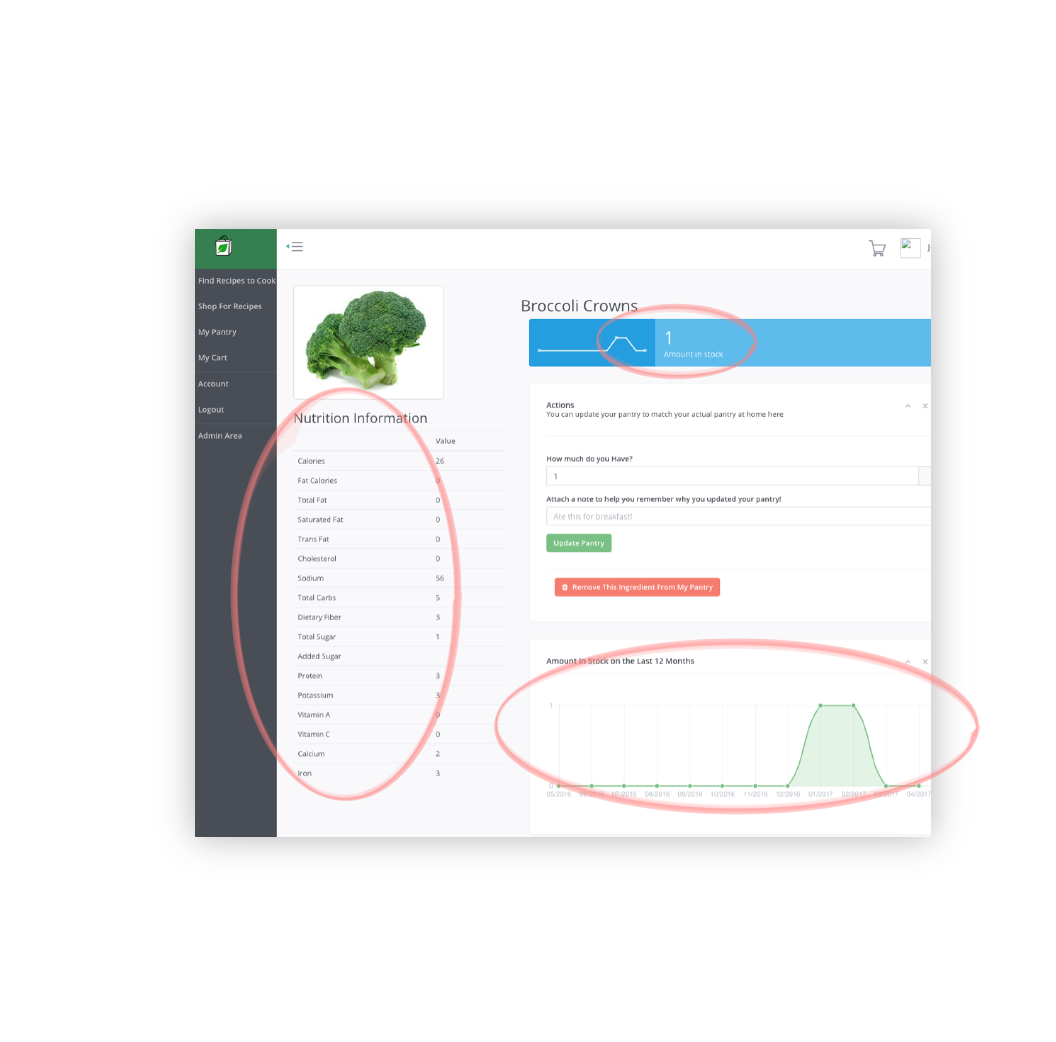 Find Recipes to Cook
Shop For Recipes
My Pantry
My Cart
Account
Logout
Admin Area
Nutrition Information
Value
Calories 26
Fat Calories 0
Total Fat 0
Saturated Fat 0
Trans Fat 0
Cholesterol 0
Sodium 56
Total Carbs 5
Dietary Fiber 3
Total Sugar 1
Added Sugar
Protein 3
Potassium 3
Vitamin A 0
Vitamin C 0
Calcium 2
Iron 3
Broccoli Crowns
1
Amount in stock
Actions
You can update your pantry to match your actual pantry at home here
How much do you Have?
1
Attach a note to help you remember why you updated your pantry!
Ate this for breakfast!
Update Pantry
Remove This Ingredient From My Pantry
Amount in Stock on the Last 12 Months
1
0
05/2016 06/2016 07/2016 08/2016 09/2016 10/2016 11/2016 12/2016 01/2017 02/2017 03/2017 04/2017